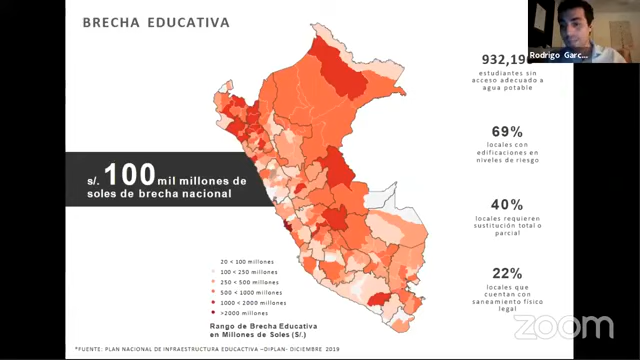 BRECHA EDUCATIVA
Rodrigo Garc...
estudiantes sin
acceso adecuado a
agua potable
69%
locales con
edificaciones en
niveles de riesgo
s/. 100 mil millones de
soles de brecha nacional
40%
locales requieren
sustitución total o
parcial
20 < 100 millones
100 < 250 millones
250 < 500 millones
500 < 1000 millones
1000 < 2000 millones
>2000 millones
Rango de Brecha Educativa
en Millones de Soles (S/.)
22%
locales que
cuentan con
saneamiento físico
legal
zoom
*FUENTE: PLAN NACIONAL DE INFRAESTRUCTURA EDUCATIVA –DIPLAN- DICIEMBRE 2019